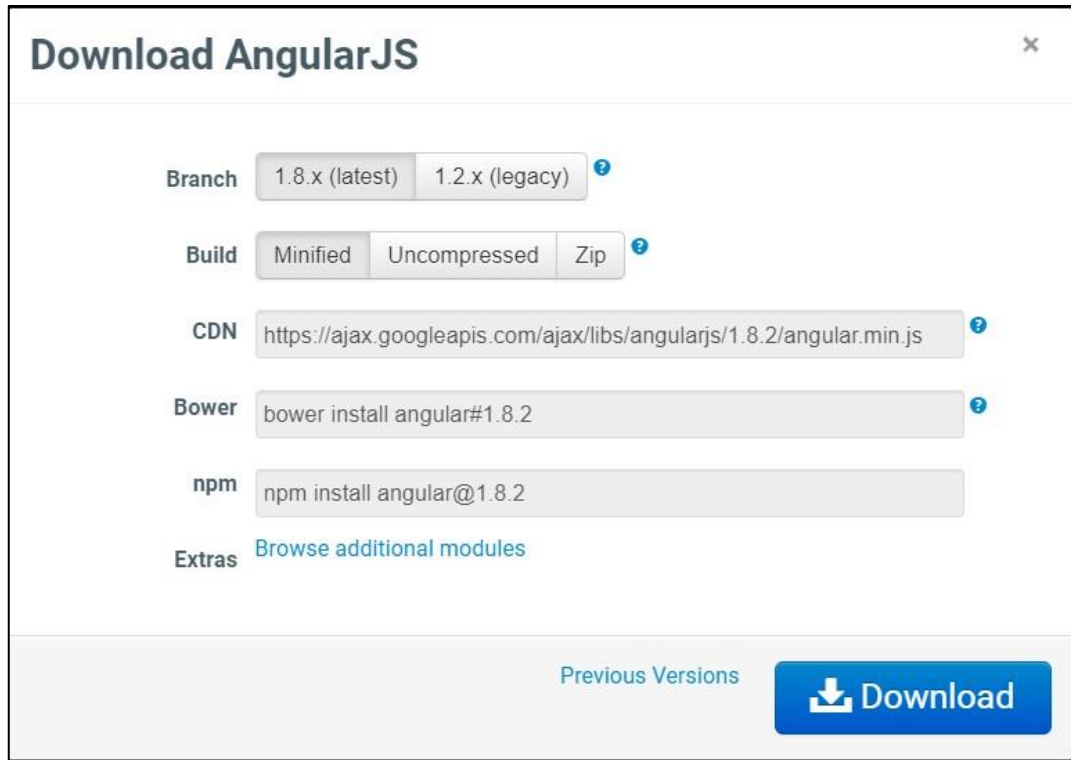 Download AngularJS
×
Branch 1.8.x (latest) 1.2.x (legacy) ?
Build Minified Uncompressed Zip ?
CDN https://ajax.googleapis.com/ajax/libs/angularjs/1.8.2/angular.min.js ?
Bower bower install angular#1.8.2 ?
npm npm install angular@1.8.2
Extras Browse additional modules
Previous Versions Download